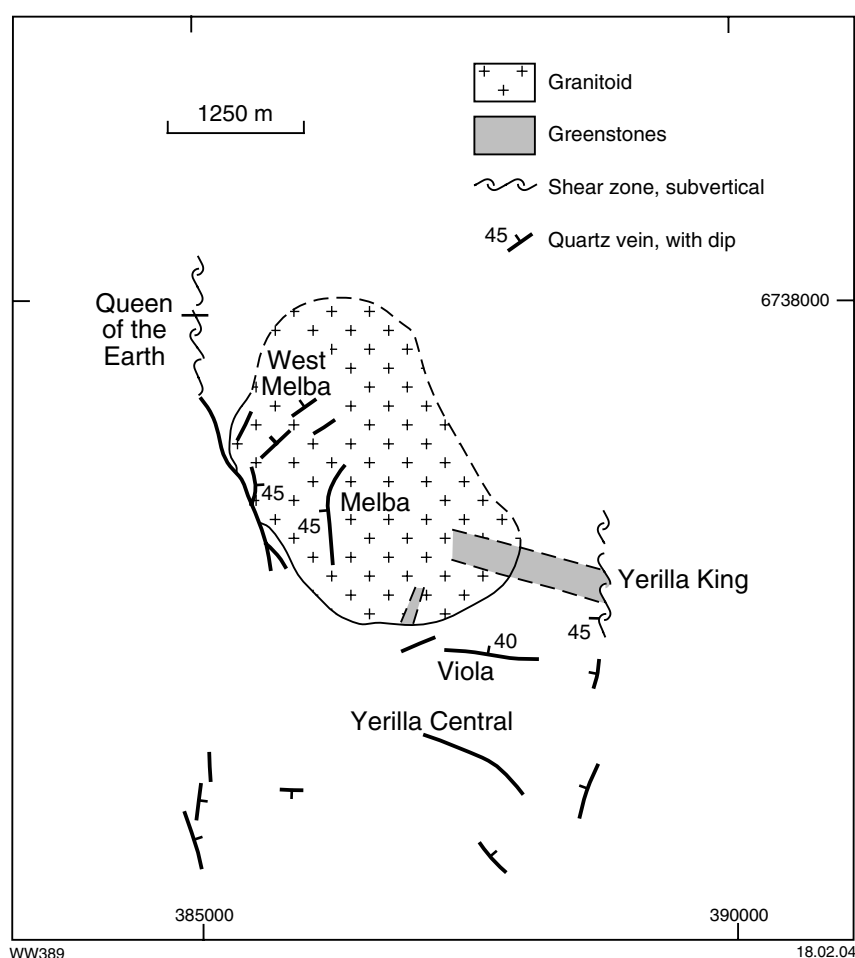 1250 m
Granitoid
Greenstones
Shear zone, subvertical
45
Quartz vein, with dip
6738000
Queen
of the
Earth
West
Melba
45
Melba
45
Yerilla King
45
40
Viola
Yerilla Central
385000
390000
WW389
18.02.04